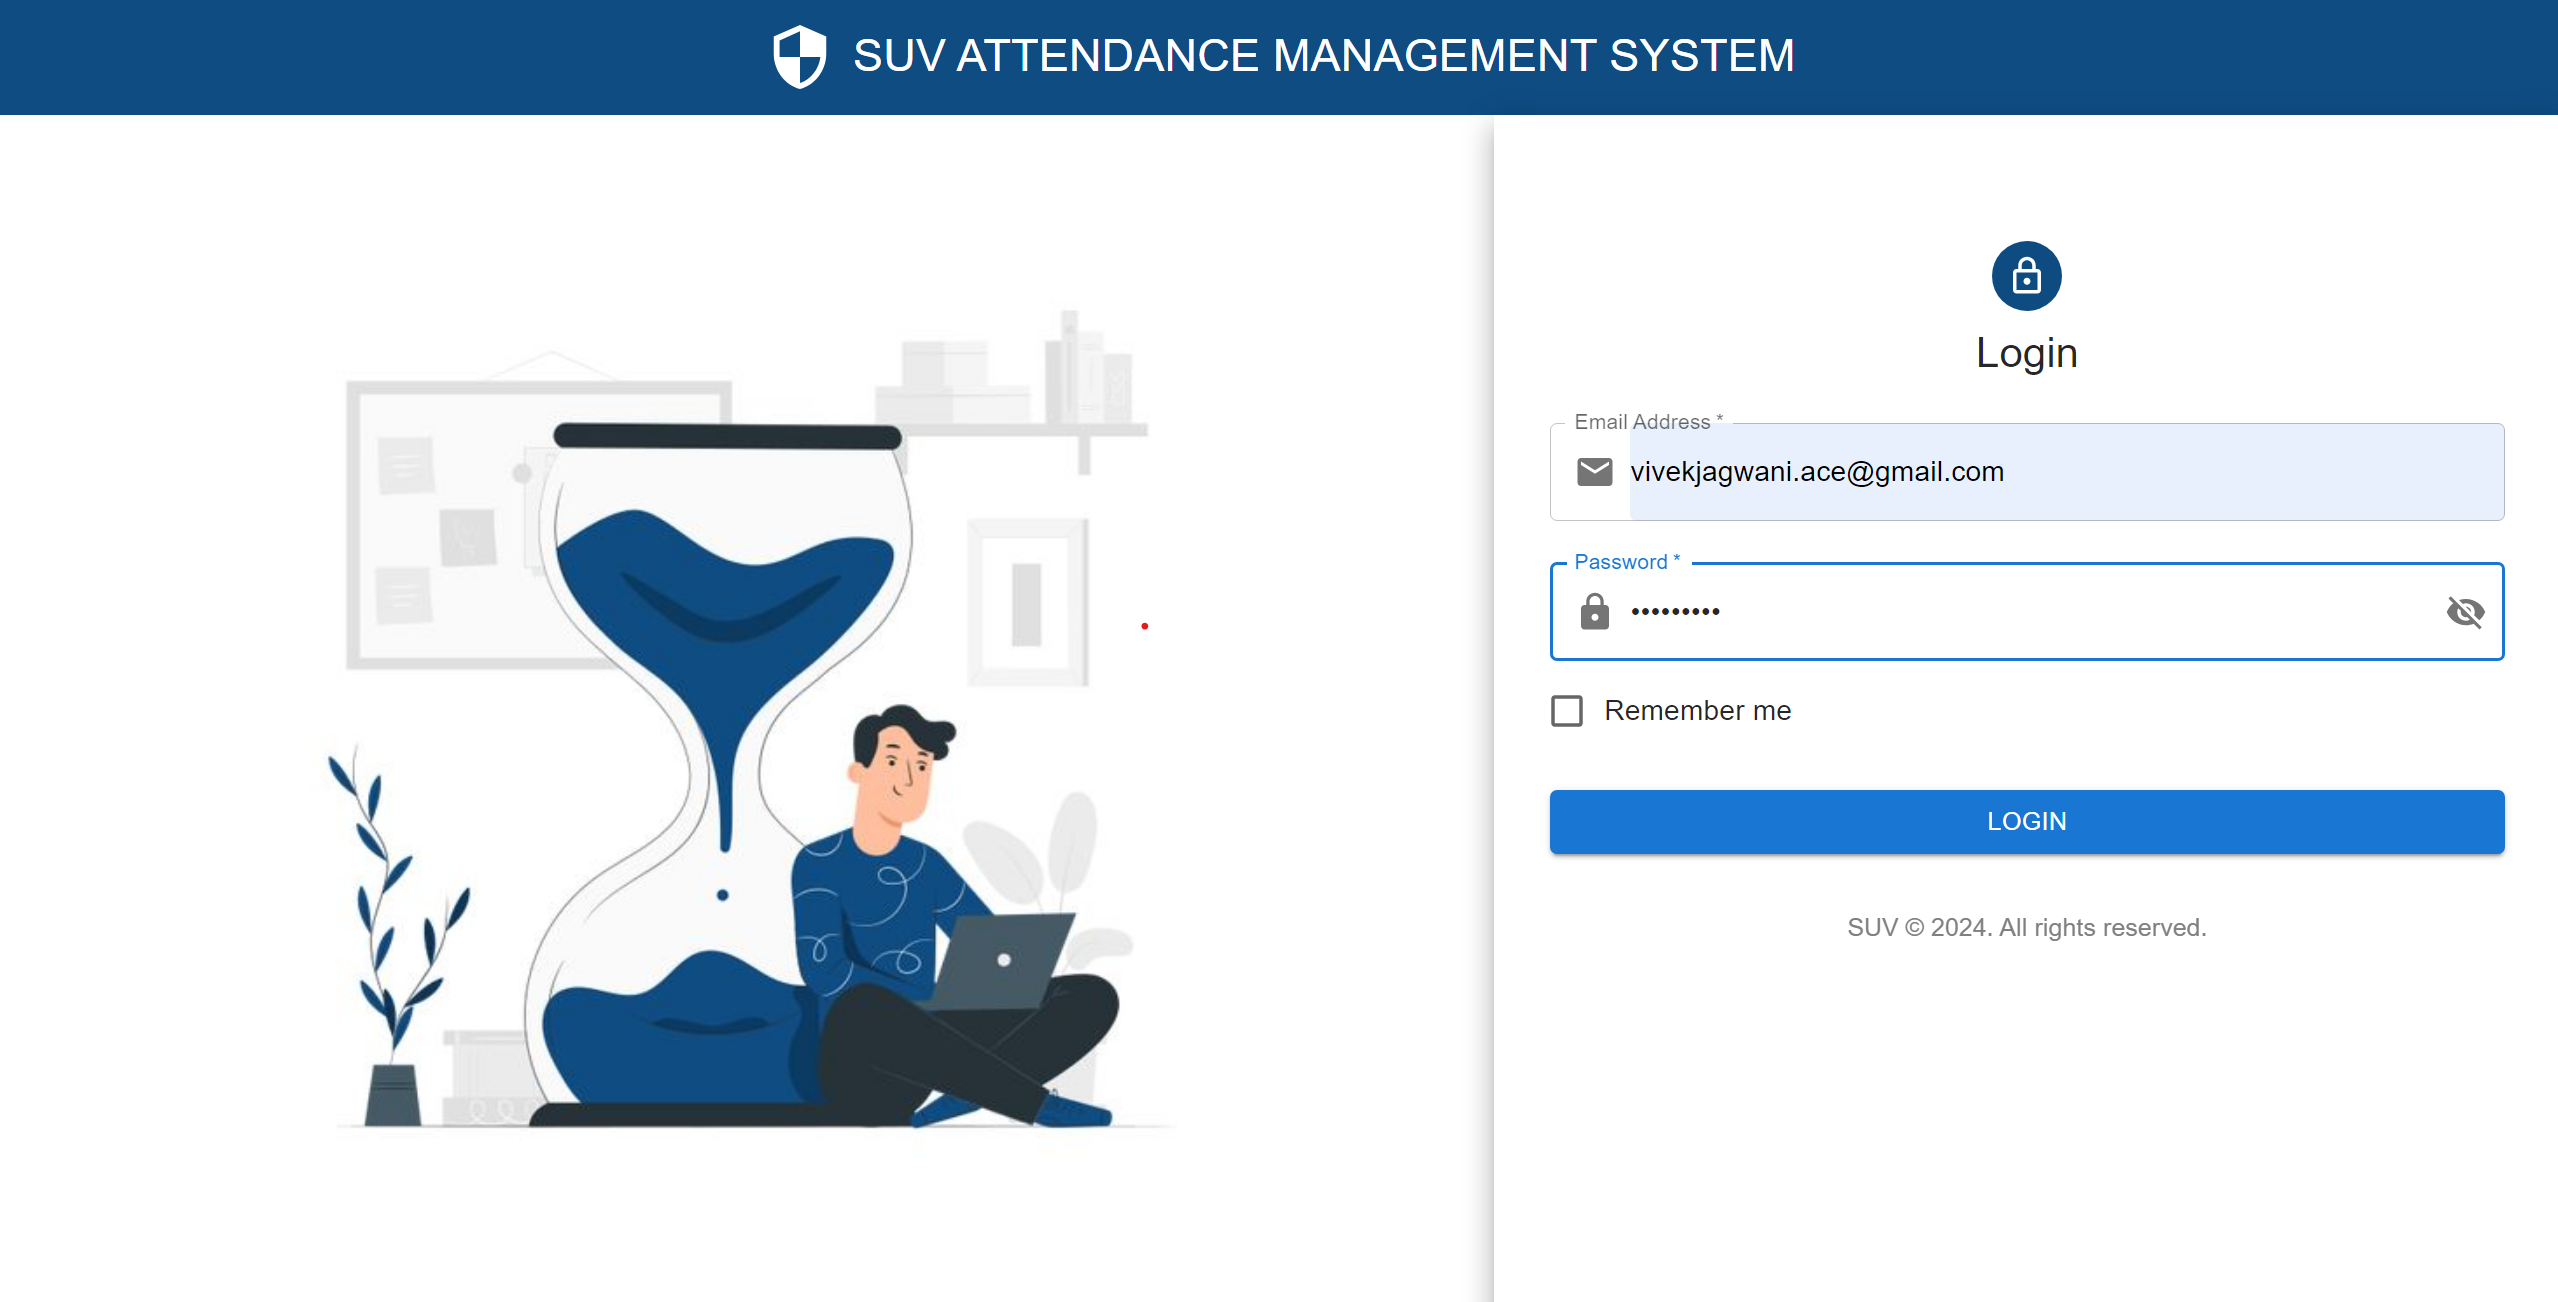 SUV ATTENDANCE MANAGEMENT SYSTEM
Login
Email Address *
vivekjagwani.ace@gmail.com
Password *
•••••••••
Remember me
LOGIN
SUV © 2024. All rights reserved.